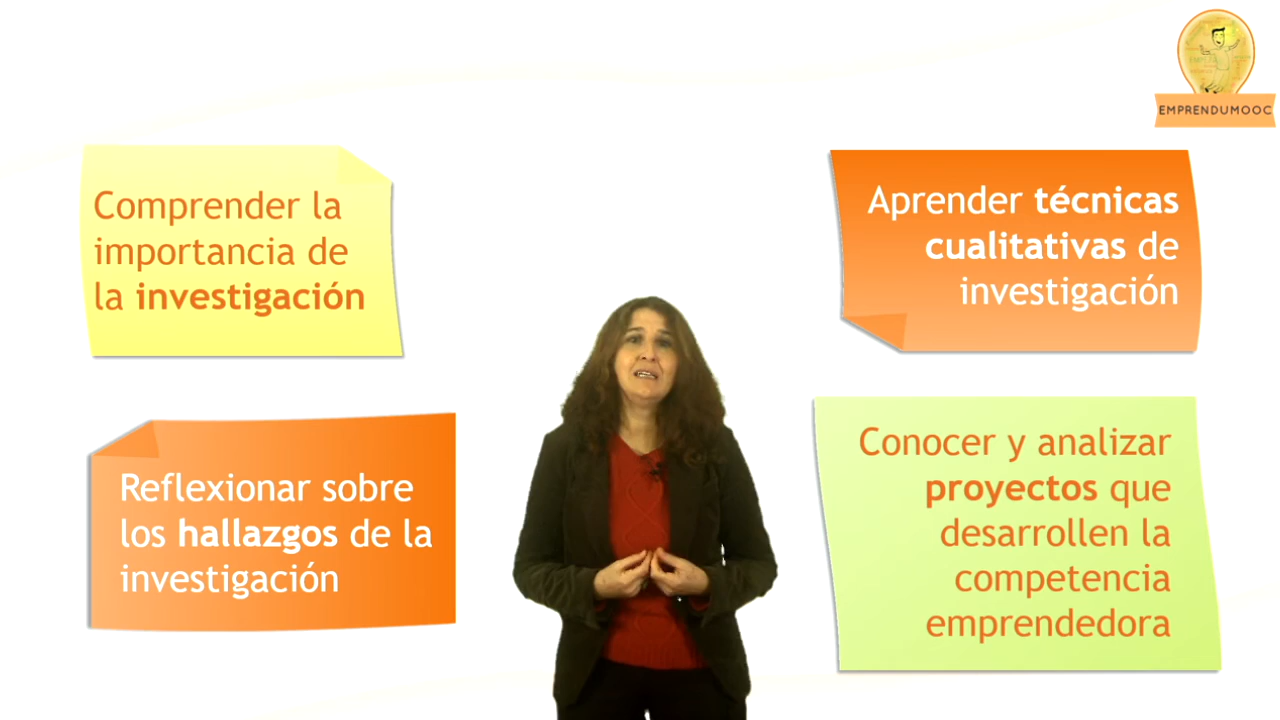 EMPRENDUMOOC
Comprender la
importancia de
la investigación
Aprender técnicas
cualitativas de
investigación
Reflexionar sobre
los hallazgos de la
investigación
Conocer y analizar
proyectos que
desarrollen la
competencia
emprendedora